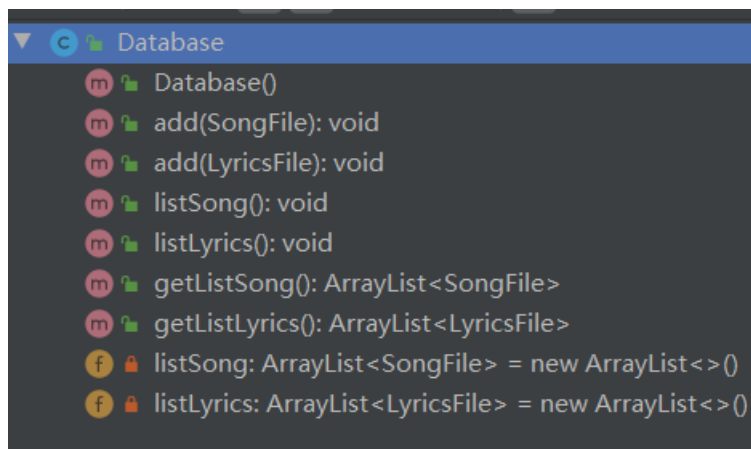 Database
Database()
add(SongFile): void
add(LyricsFile): void
listSong(): void
listLyrics(): void
getListSong(): ArrayList<SongFile>
getListLyrics(): ArrayList<LyricsFile>
listSong: ArrayList<SongFile> = new ArrayList<>()
listLyrics: ArrayList<LyricsFile> = new ArrayList<>()